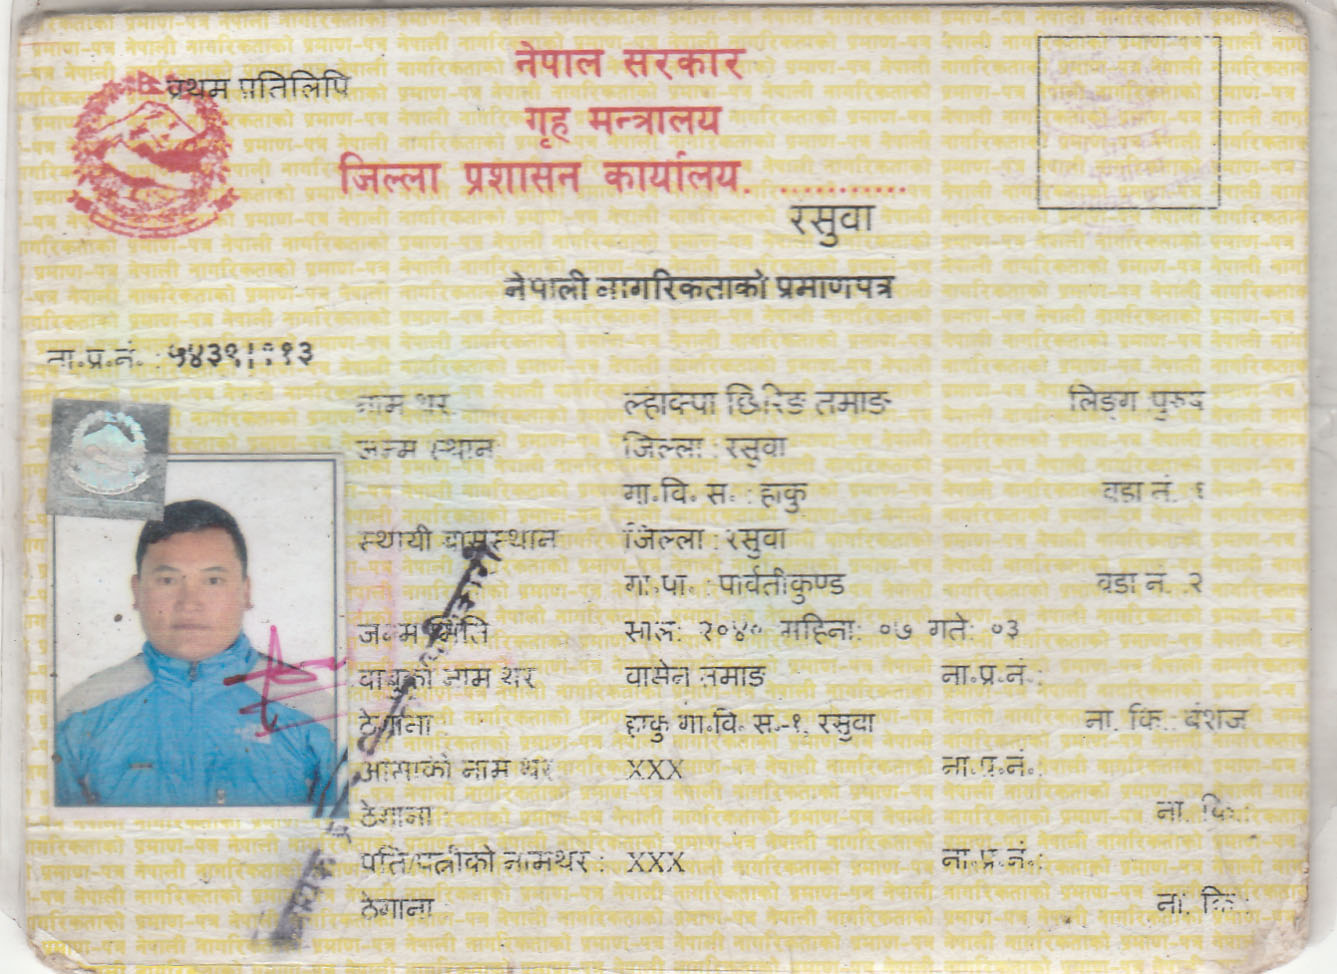 नेपाल सरकार
प्रथम प्रतिलिपि
गृह मन्त्रालय
जिल्ला प्रशासन कार्यालय. ............
रसुवा
नेपाली नागरिकताको प्रमाणपत्र
ना.प्र.नं. :
नाम थर ल्हाक्पा छिरिङ तमाङ लिङ्ग पुरुष
जन्म स्थान जिल्ला : रसुवा
गा.वि. स. : हाकु वडा नं. १
स्थायी वासस्थान जिल्ला : रसुवा
गा.पा. : पार्वतीकुण्ड वडा नं. २
जन्म मिति साल: २०४० महिना: ०७ गते: ०३
बाबुको नाम थर तमाङ ना.प्र.नं.:
ठेगाना हाकु गा.वि. स.-१, रसुवा ना. कि.: वंशज
आमाको नाम थर XXX ना.प्र.नं.:
ठेगाना ना. कि.:
पति/पत्नीको नामथर : XXX ना.प्र.नं.:
ठेगाना ना. कि.: